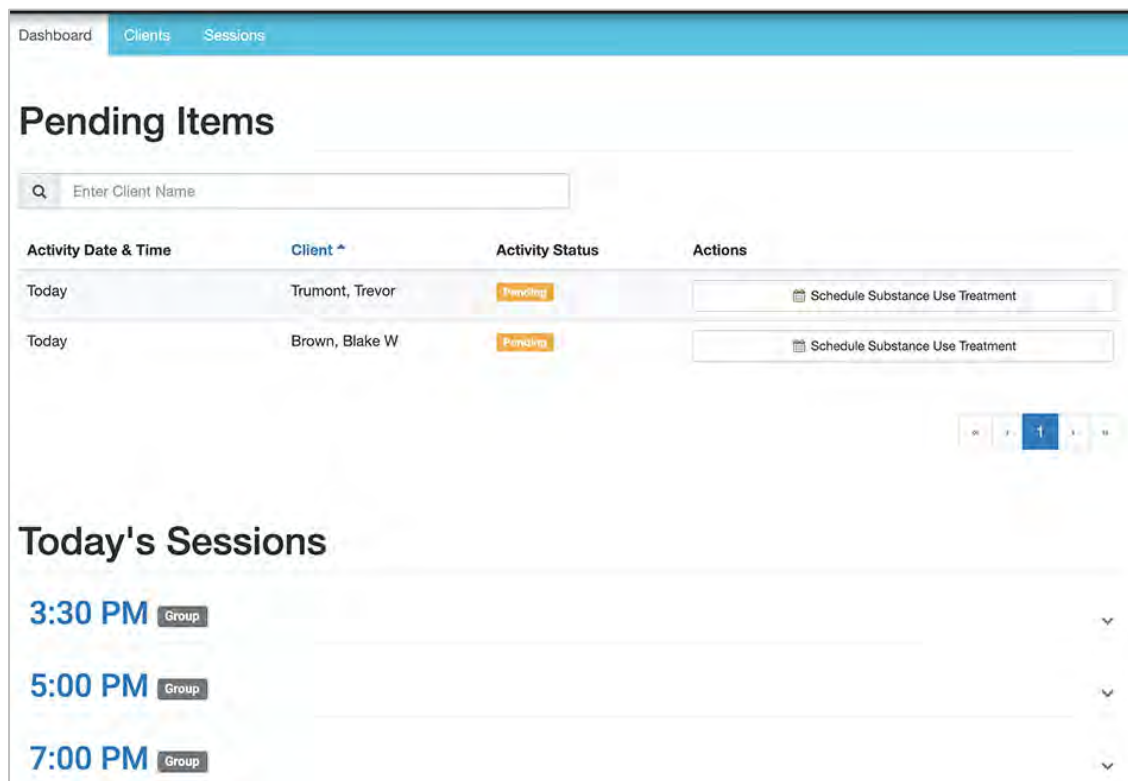 Dashboard Clients Sessions
Pending Items
Enter Client Name
Activity Date & Time Client Activity Status Actions
Today Trumont, Trevor Pending Schedule Substance Use Treatment
Today Brown, Blake W Pending Schedule Substance Use Treatment
« ‹ 1 › »
Today's Sessions
3:30 PM Group
5:00 PM Group
7:00 PM Group